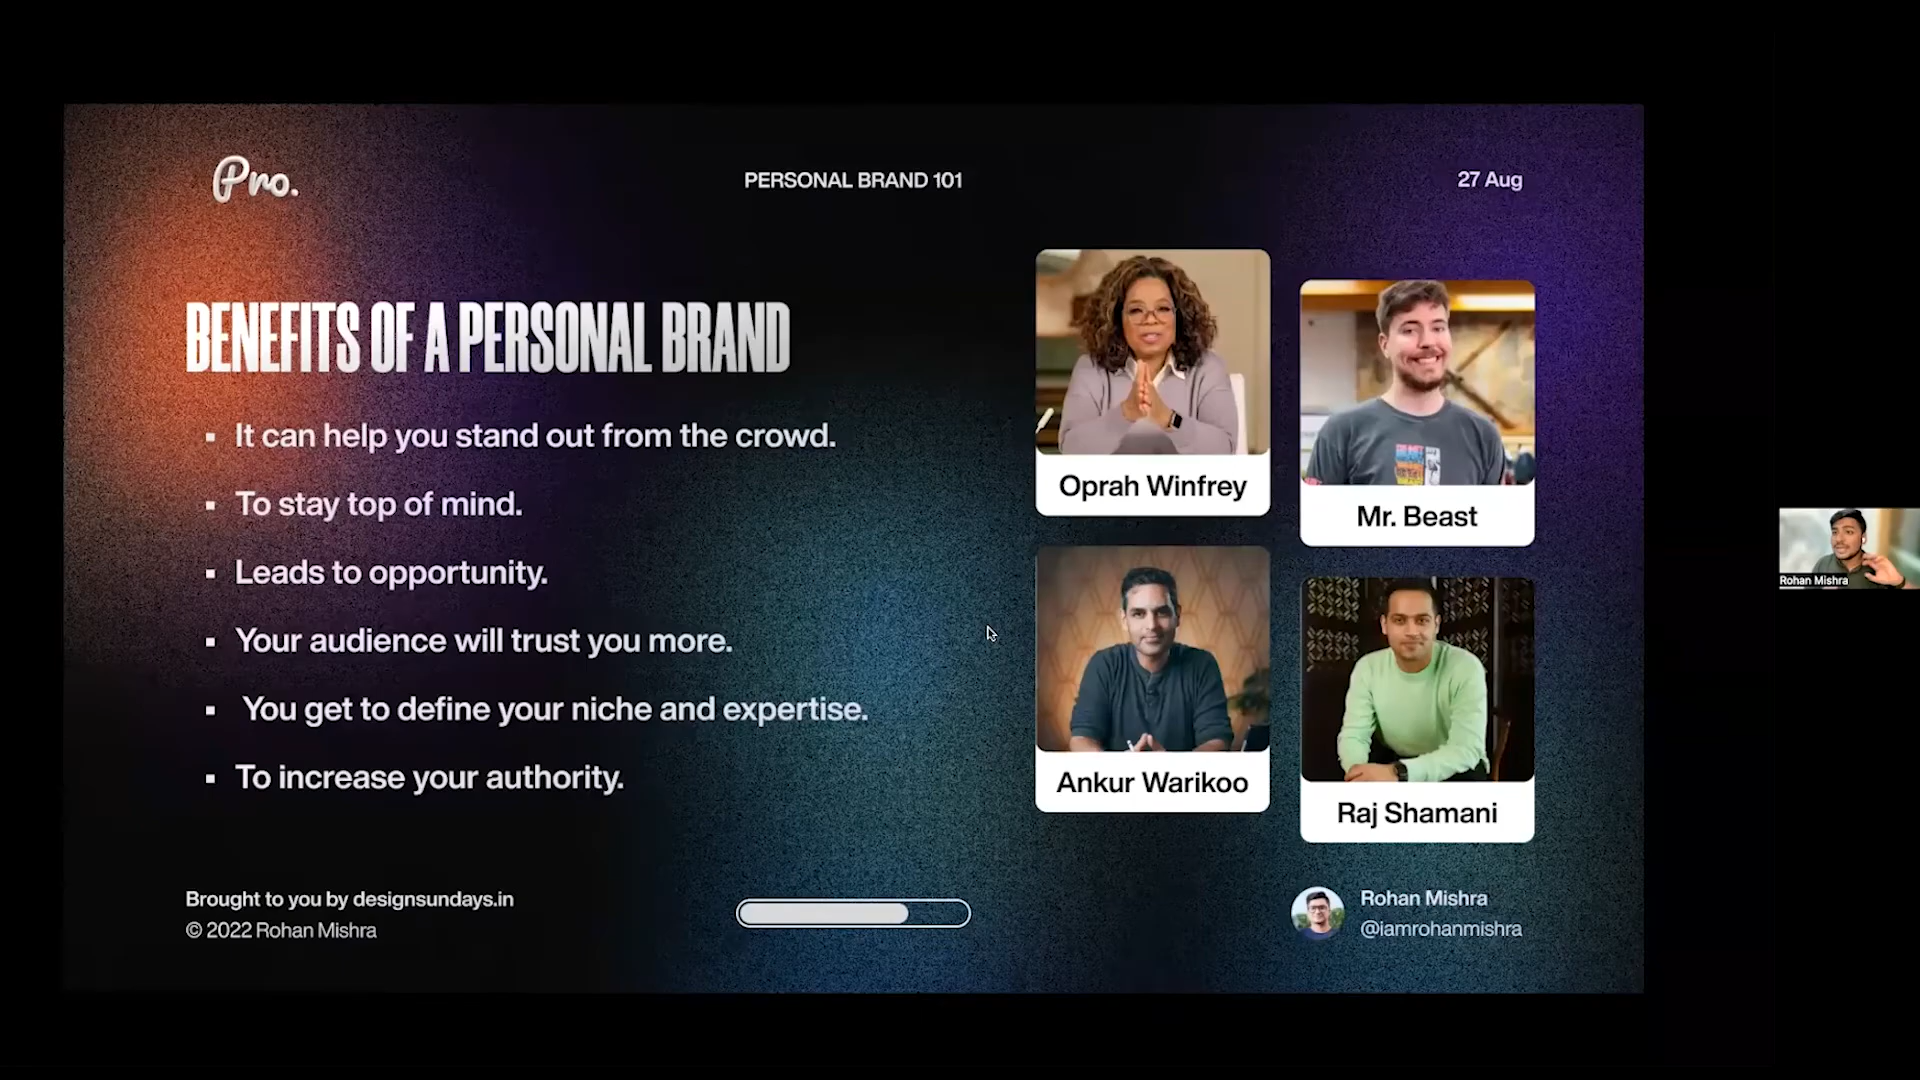 Pro.
PERSONAL BRAND 101
27 Aug
BENEFITS OF A PERSONAL BRAND
▪ It can help you stand out from the crowd.
▪ To stay top of mind.
▪ Leads to opportunity.
▪ Your audience will trust you more.
▪ You get to define your niche and expertise.
▪ To increase your authority.
Oprah Winfrey
Mr. Beast
Ankur Warikoo
Raj Shamani
Brought to you by designsundays.in
© 2022 Rohan Mishra
Rohan Mishra
@iamrohanmishra
Rohan Mishra